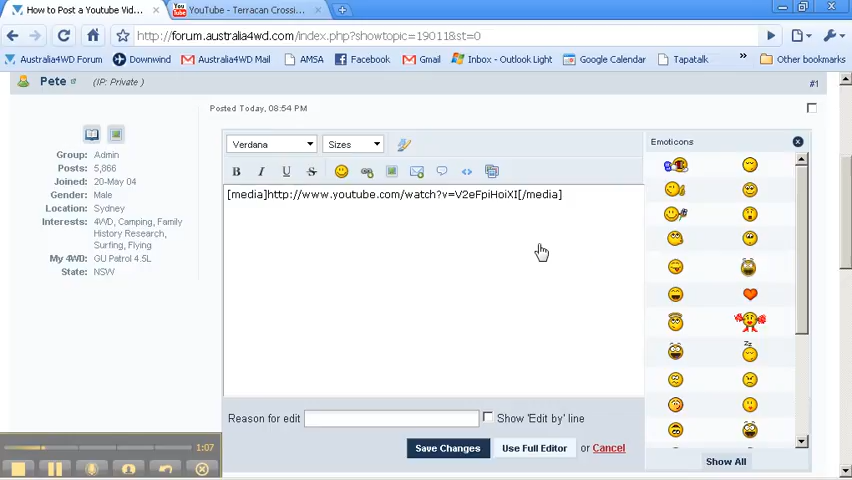 How to Post a Youtube Vid...
YouTube - Terracan Crossi...
http://forum.australia4wd.com/index.php?showtopic=19011&st=0
Australia4WD Forum
Downwind
Australia4WD Mail
AMSA
Facebook
Gmail
Inbox - Outlook Light
Google Calendar
Tapatalk
»
Other bookmarks
Pete
(IP: Private )
#1
Posted Today, 08:54 PM
Group: Admin
Posts: 5,866
Joined: 20-May 04
Gender: Male
Location: Sydney
Interests: 4WD, Camping, Family
History Research,
Surfing, Flying
My 4WD: GU Patrol 4.5L
State: NSW
Verdana
Sizes
Emoticons
B I U S
[media]http://www.youtube.com/watch?v=V2eFpiHoiXI[/media]
Reason for edit
Show 'Edit by' line
Save Changes
Use Full Editor
or Cancel
Show All
1:07